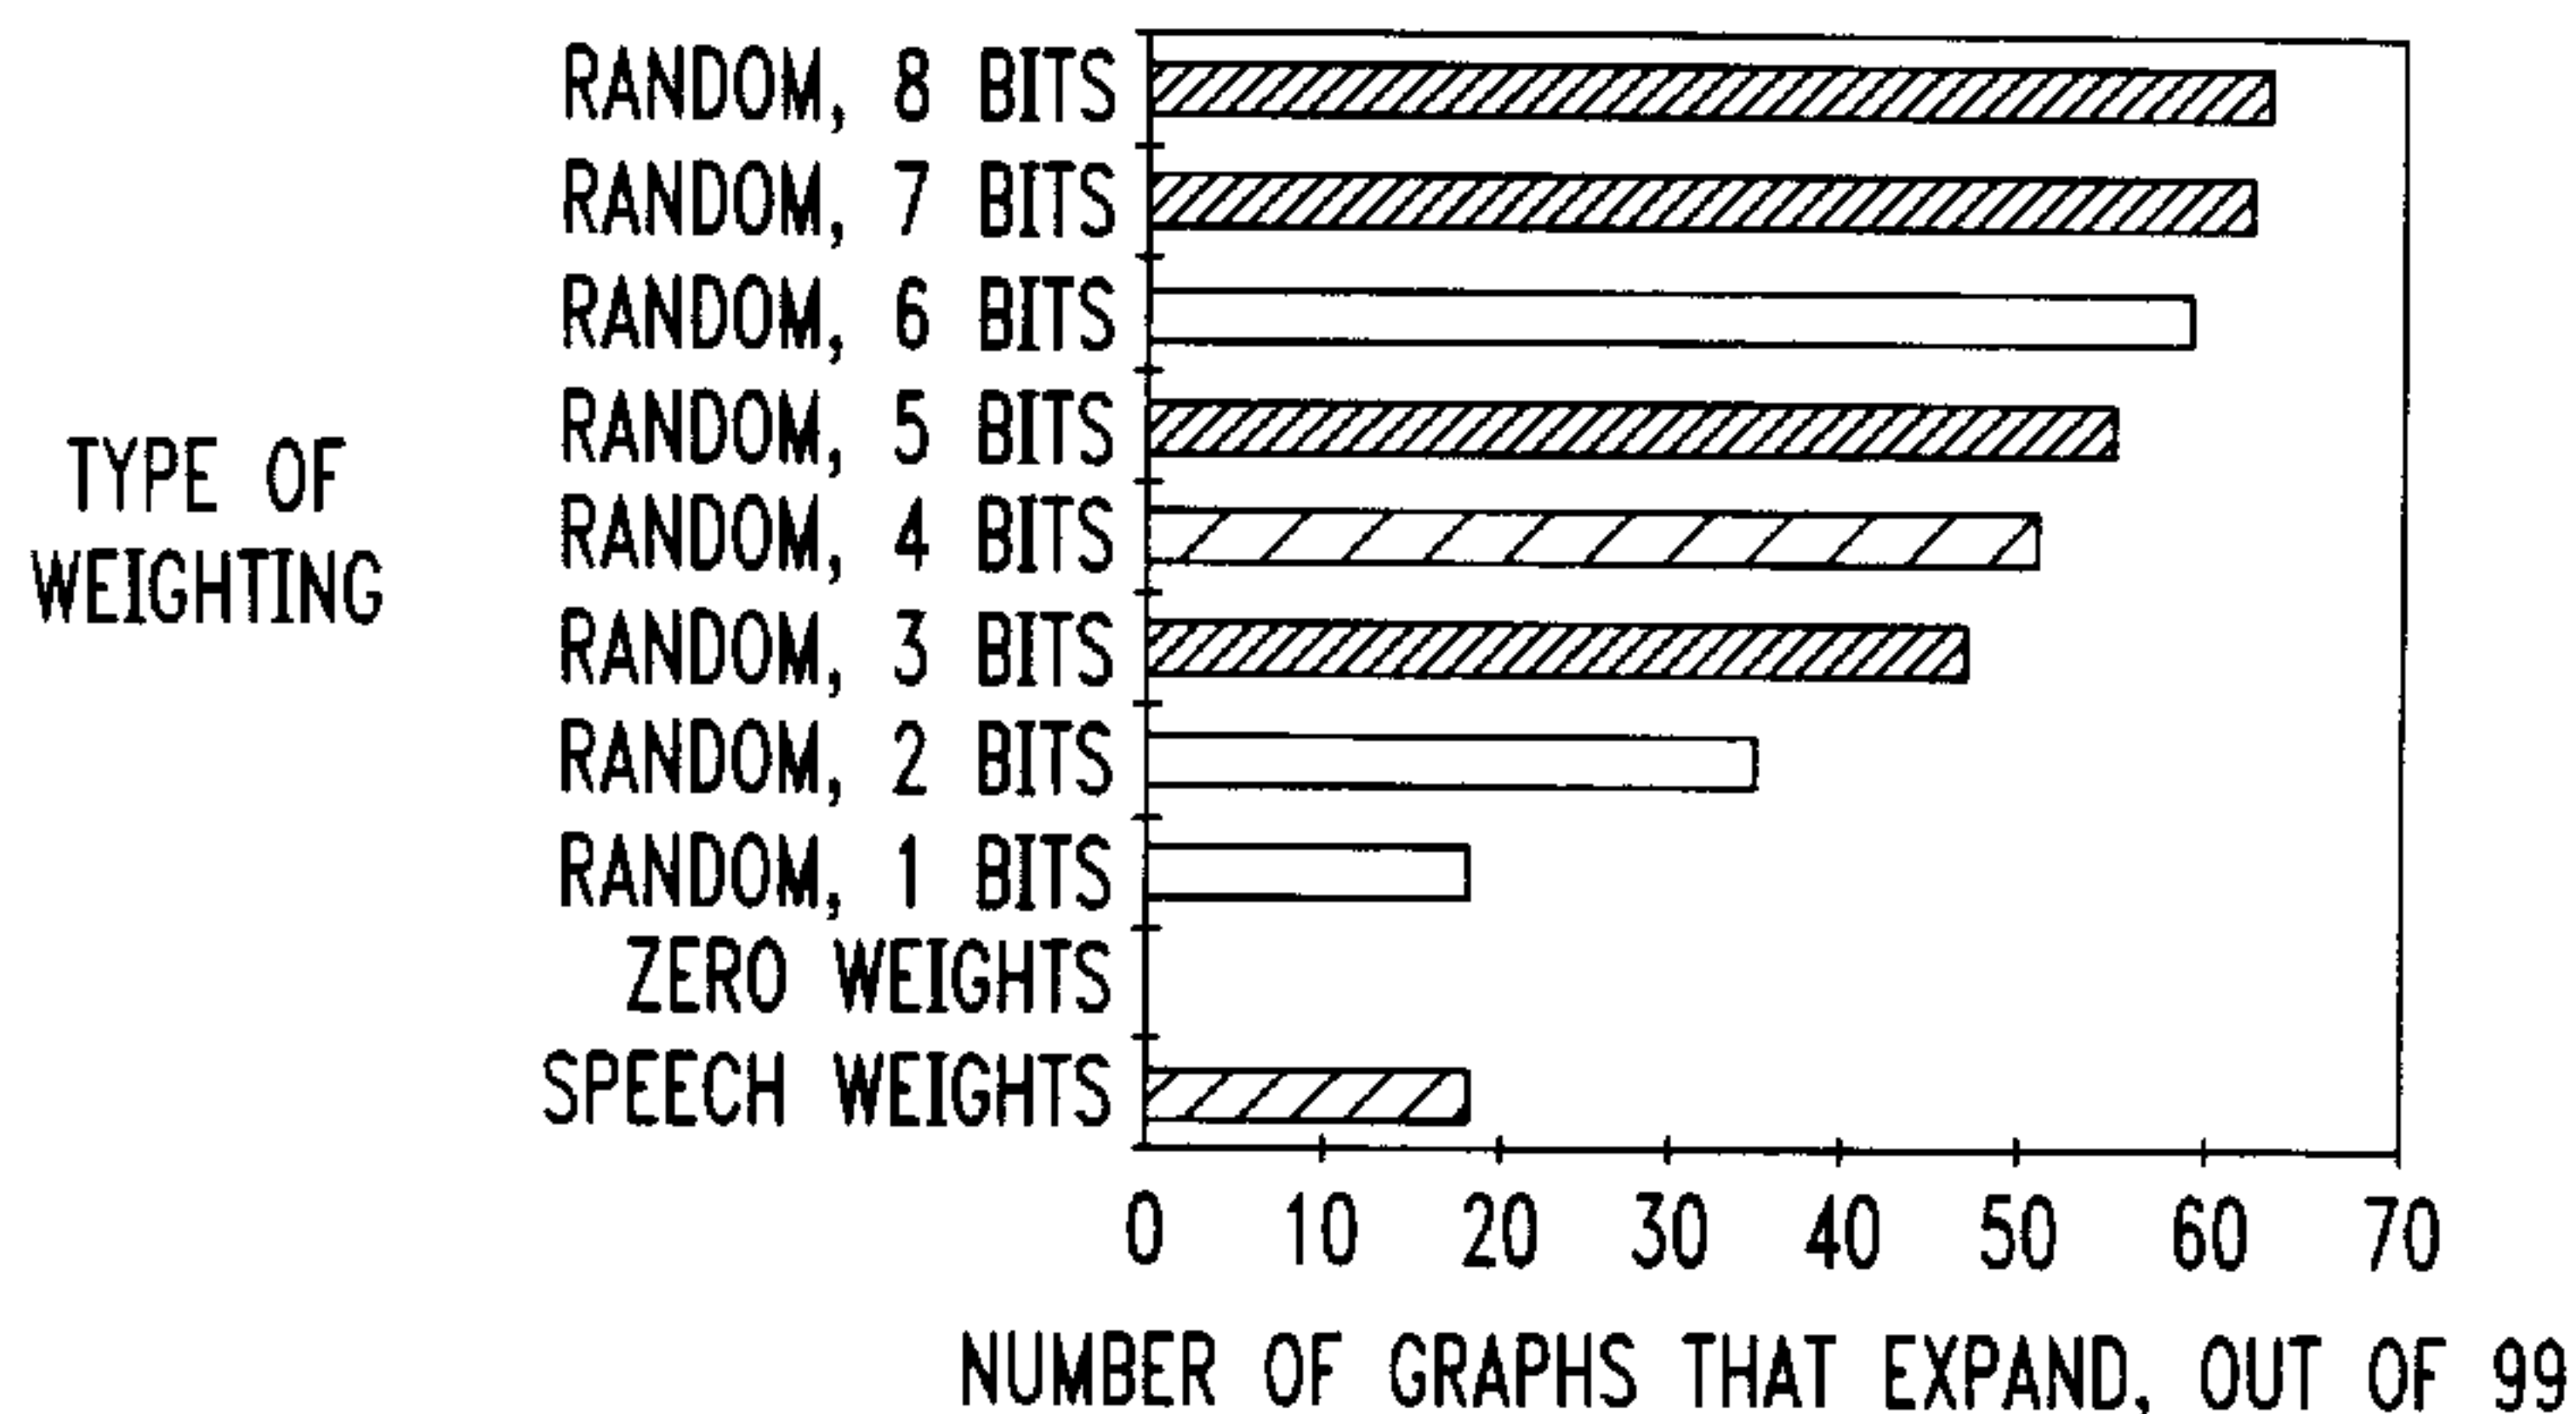 RANDOM, 8 BITS
RANDOM, 7 BITS
RANDOM, 6 BITS
RANDOM, 5 BITS
RANDOM, 4 BITS
RANDOM, 3 BITS
RANDOM, 2 BITS
RANDOM, 1 BITS
ZERO WEIGHTS
SPEECH WEIGHTS
TYPE OF
WEIGHTING
0 10 20 30 40 50 60 70
NUMBER OF GRAPHS THAT EXPAND, OUT OF 99